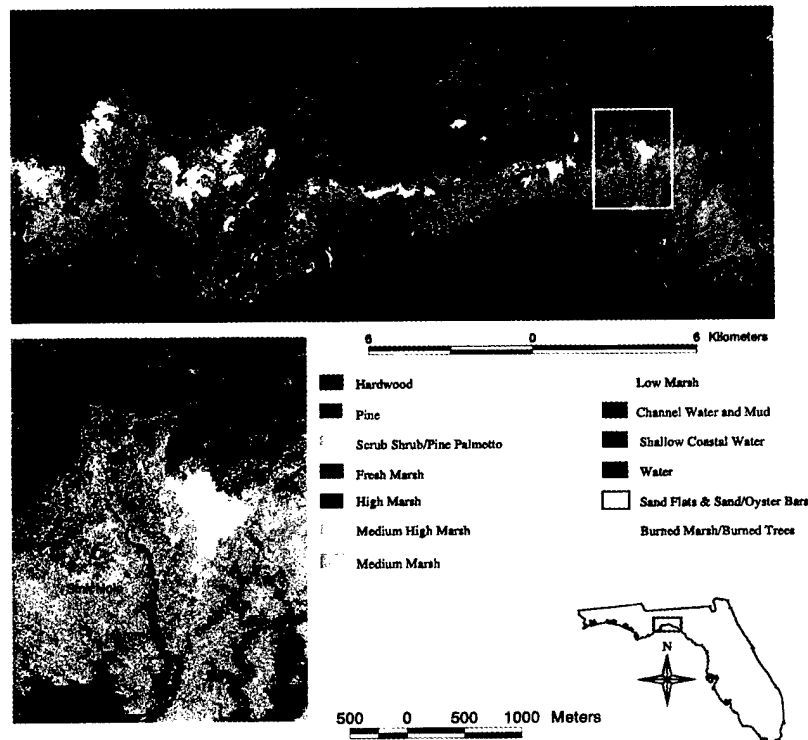 6 0 6 Kilometers
Hardwood
Pine
Scrub Shrub/Pine Palmetto
Fresh Marsh
High Marsh
Medium High Marsh
Medium Marsh
Low Marsh
Channel Water and Mud
Shallow Coastal Water
Water
Sand Flats & Sand/Oyster Bars
Burned Marsh/Burned Trees
N
500 0 500 1000 Meters